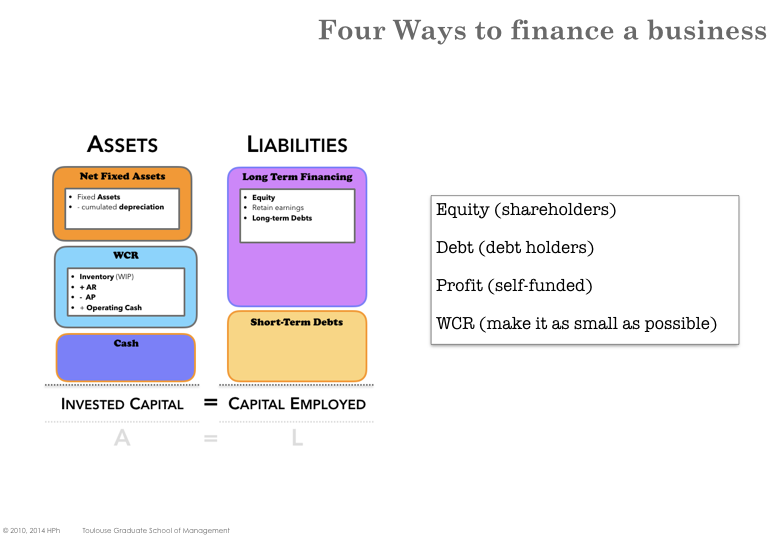 Four Ways to finance a business
ASSETS
Net Fixed Assets
• Fixed Assets
• - cumulated depreciation
WCR
• Inventory (WIP)
• + AR
• - AP
• + Operating Cash
Cash
INVESTED CAPITAL
=
LIABILITIES
Long Term Financing
• Equity
• Retain earnings
• Long-term Debts
Short-Term Debts
CAPITAL EMPLOYED
A = L
Equity (shareholders)
Debt (debt holders)
Profit (self-funded)
WCR (make it as small as possible)
© 2010, 2014 HPh Toulouse Graduate School of Management